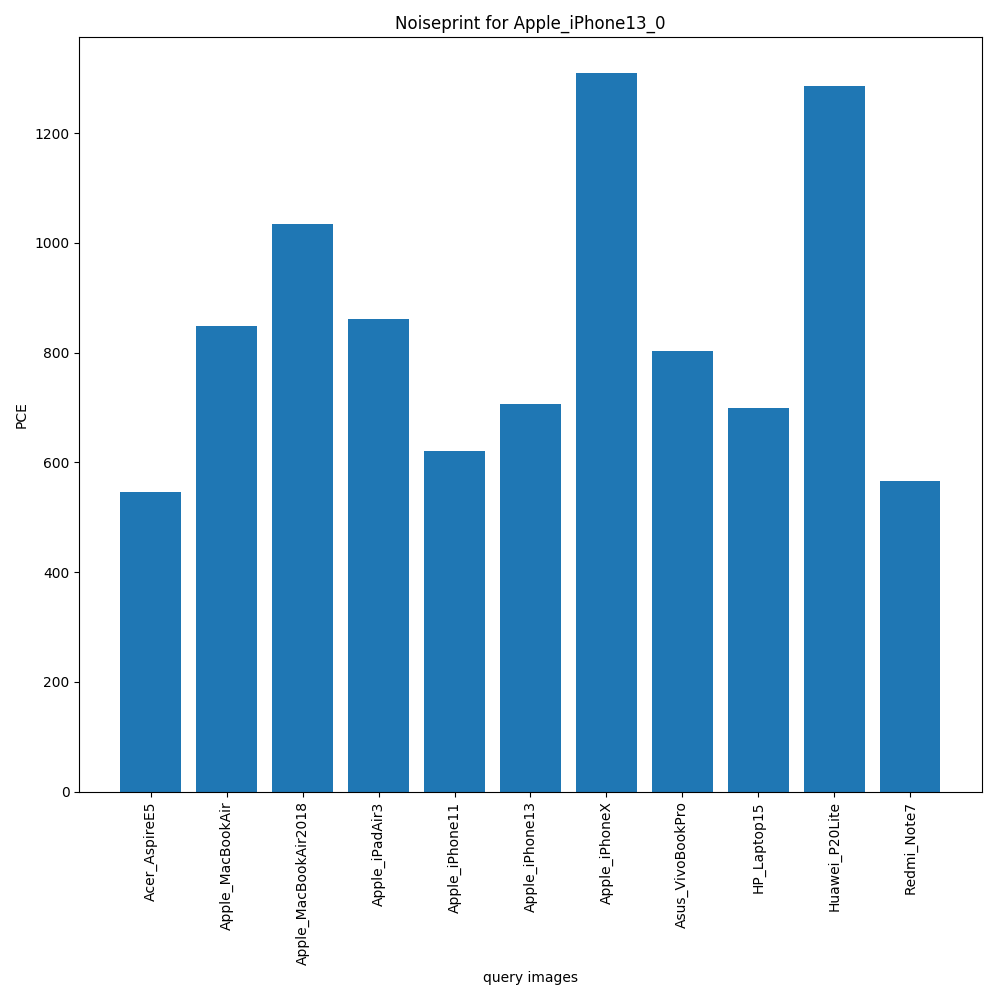 Noiseprint for Apple_iPhone13_0
PCE
1200
1000
800
600
400
200
0
Acer_AspireE5
Apple_MacBookAir
Apple_MacBookAir2018
Apple_iPadAir3
Apple_iPhone11
Apple_iPhone13
Apple_iPhoneX
Asus_VivoBookPro
HP_Laptop15
Huawei_P20Lite
Redmi_Note7
query images